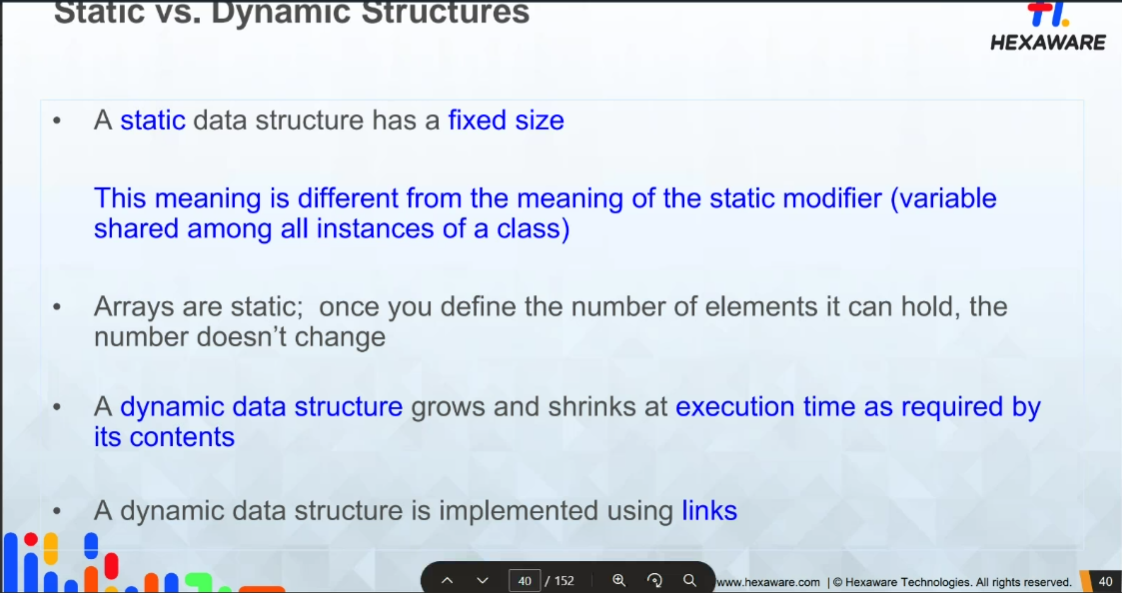 Static vs. Dynamic Structures
HEXAWARE
• A static data structure has a fixed size
This meaning is different from the meaning of the static modifier (variable
shared among all instances of a class)
• Arrays are static;  once you define the number of elements it can hold, the
number doesn’t change
• A dynamic data structure grows and shrinks at execution time as required by
its contents
• A dynamic data structure is implemented using links
40 / 152
www.hexaware.com | © Hexaware Technologies. All rights reserved.
40